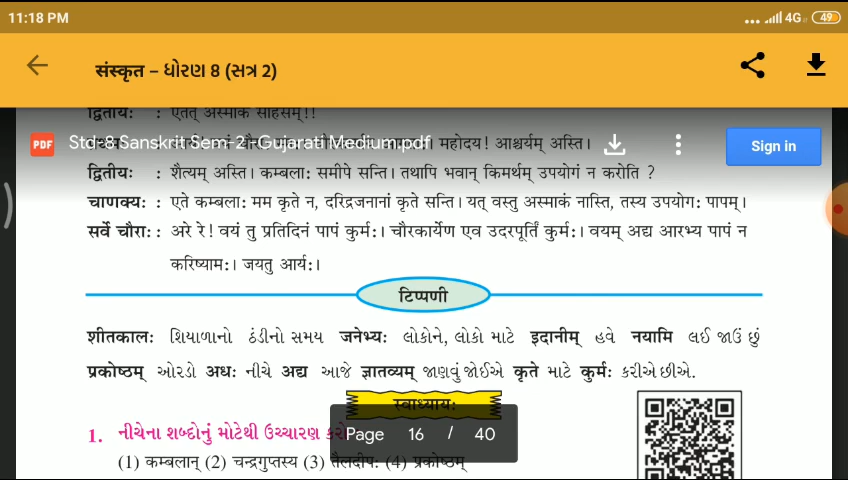 11:18 PM
4G 49
संस्कृत – ધોરણ 8 (સત્ર 2)
द्वितीयः : एतत् अस्माकं साहसम्!!
PDF Std-8 Sanskrit Sem-2 Gujarati Medium.pdf
महोदय! आश्चर्यम् अस्ति।
Sign in
द्वितीयः : शैत्यम् अस्ति। कम्बलाः समीपे सन्ति। तथापि भवान् किमर्थम् उपयोगं न करोति ?
चाणक्यः : एते कम्बलाः मम कृते न, दरिद्रजनानां कृते सन्ति। यत् वस्तु अस्माकं नास्ति, तस्य उपयोगः पापम्।
सर्वे चौराः : अरे रे! वयं तु प्रतिदिनं पापं कुर्मः। चौरकार्येण एव उदरपूर्तिं कुर्मः। वयम् अद्य आरभ्य पापं न
करिष्यामः। जयतु आर्यः।
टिप्पणी
शीतकालः શિયાળાનો ઠંડીનો સમય जनेभ्यः લોકોને, લોકો માટે इदानीम् હવે नयामि લઈ જાઉં છું
प्रकोष्ठम् ઓરડો अधः નીચે अद्य આજે ज्ञातव्यम् જાણવું જોઈએ कृते માટે कुर्मः કરીએ છીએ.
स्वाध्यायः
1. નીચેના શબ્દોનું મોટેથી ઉચ્ચારણ કરો
Page 16 / 40
(1) कम्बलान् (2) चन्द्रगुप्तस्य (3) तैलदीपः (4) प्रकोष्ठम्